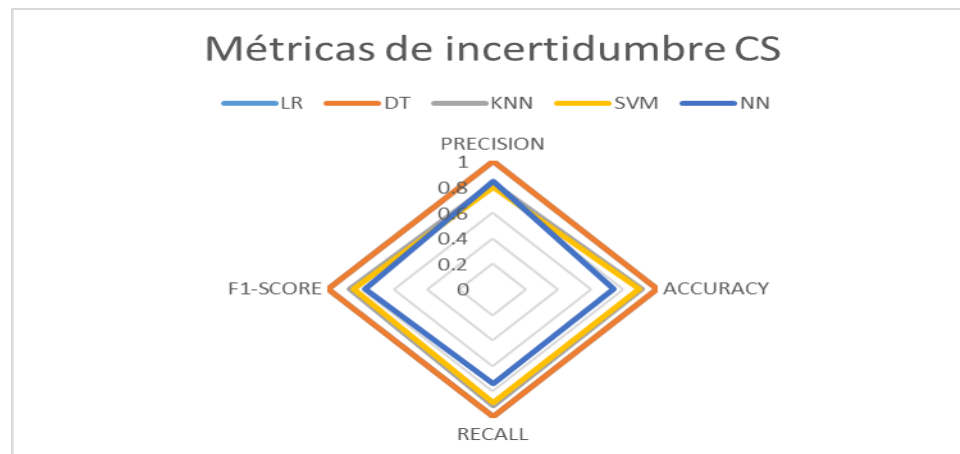 Métricas de incertidumbre CS
LR DT KNN SVM NN
PRECISION
1
0.8
0.6
0.4
0.2
0
F1-SCORE
ACCURACY
RECALL